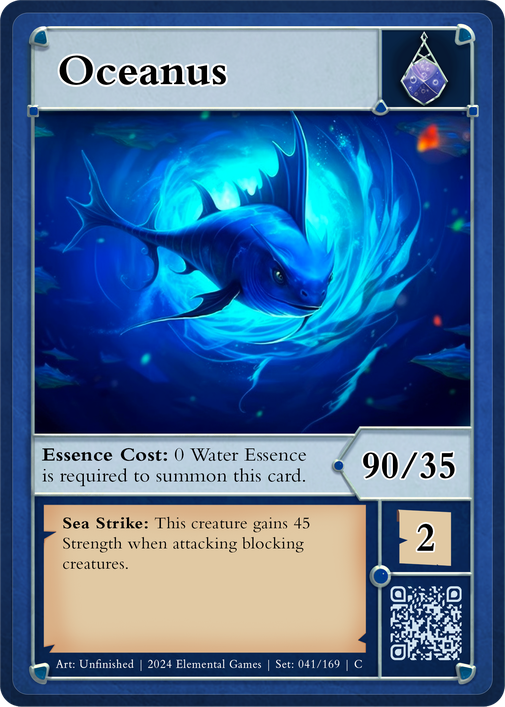 Oceanus
Essence Cost: 0 Water Essence
is required to summon this card.
90/35
Sea Strike: This creature gains 45
Strength when attacking blocking
creatures.
2
Art: Unfinished | 2024 Elemental Games | Set: 041/169 | C